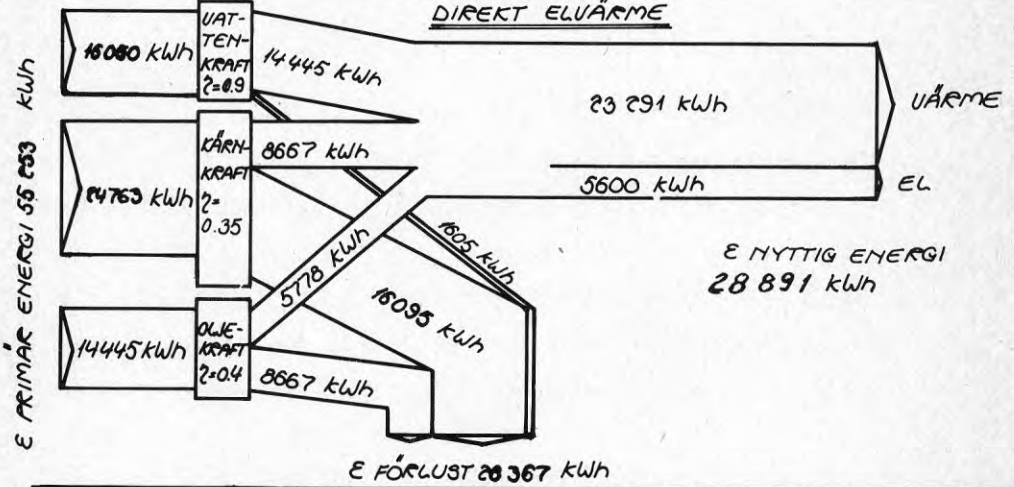 DIREKT ELVÄRME
Σ PRIMÄR ENERGI 55 253 kWh
16050 kWh
VAT-
TEN-
KRAFT
η=0.9
14445 kWh
23 291 kWh
VÄRME
24763 kWh
KÄRN-
KRAFT
η=
0.35
8667 kWh
5600 kWh
EL
1605 kWh
5778 kWh
16095 kWh
Σ NYTTIG ENERGI
28 891 kWh
14445 kWh
OLJE-
KRAFT
η=0.4
8667 kWh
Σ FÖRLUST 26 367 kWh